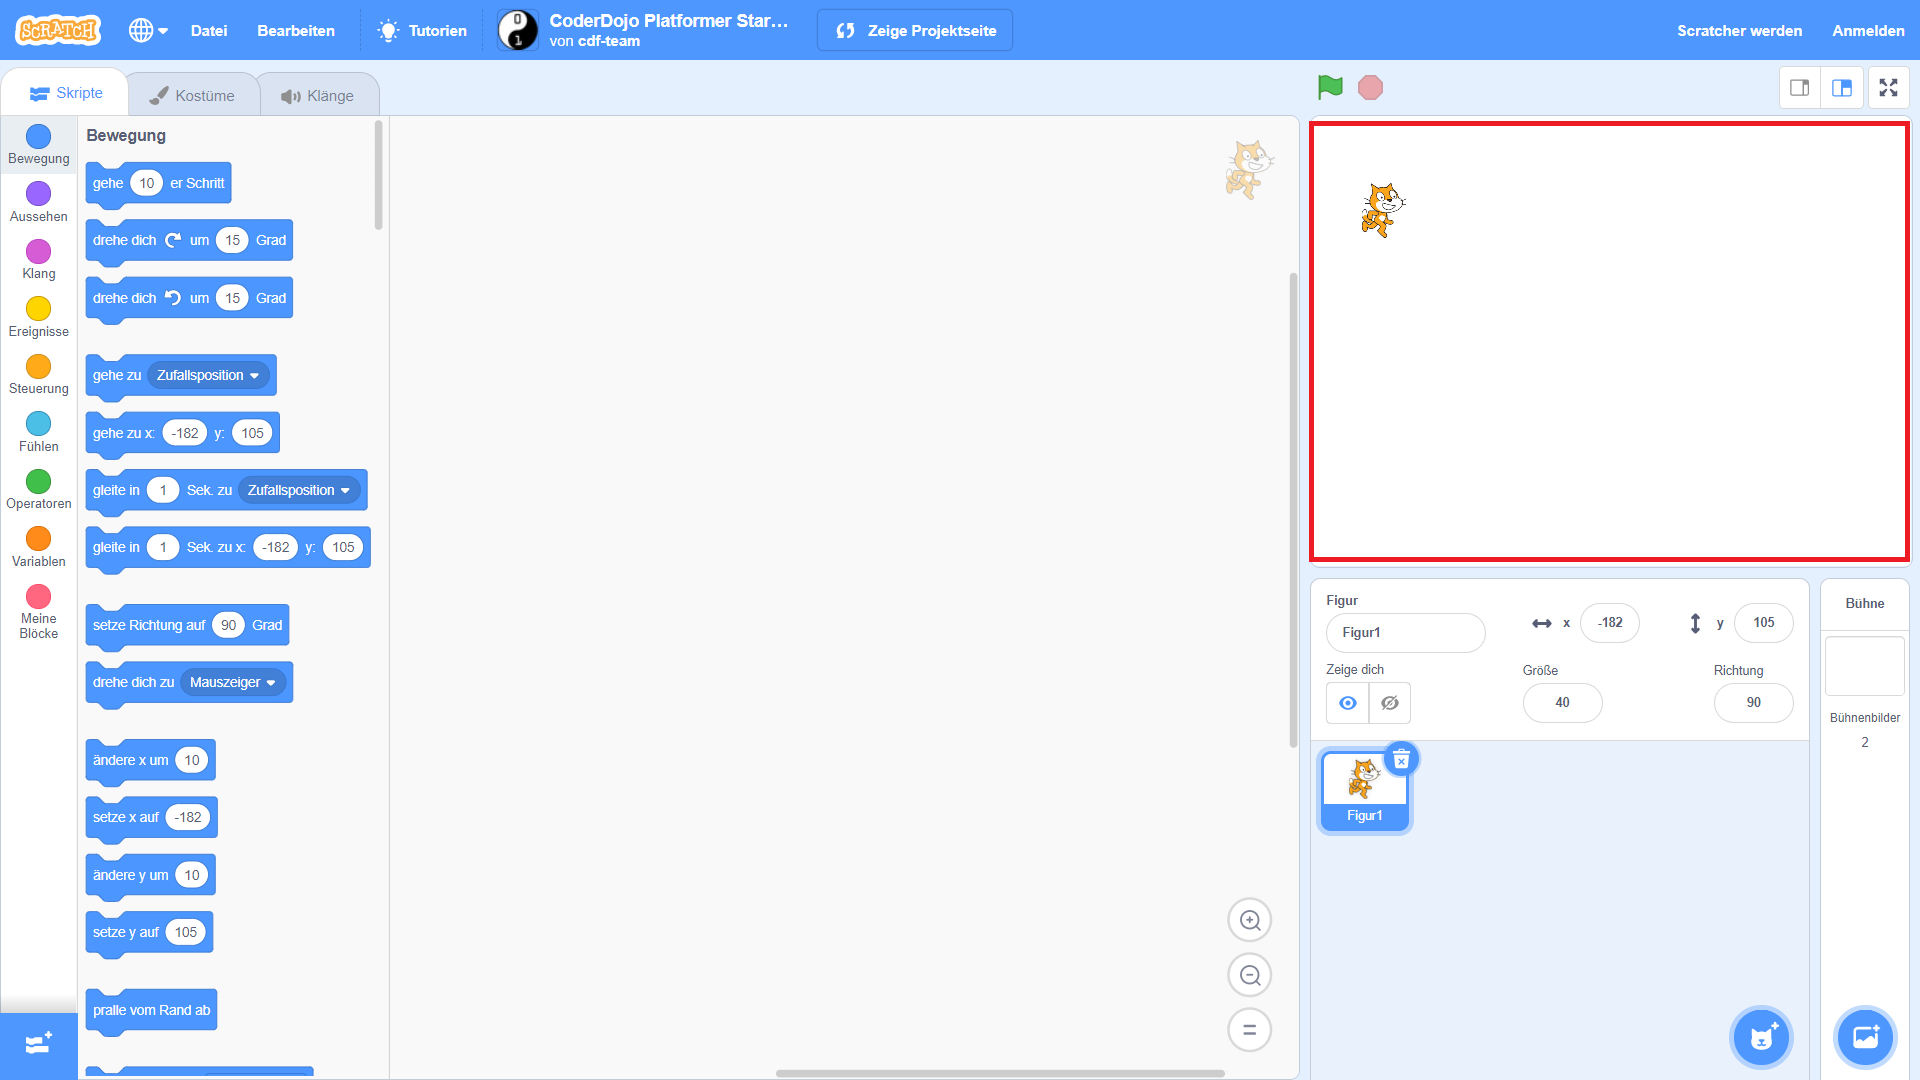 SCRATCH
Datei
Bearbeiten
Tutorien
0
1
CoderDojo Platformer Star...
von cdf-team
Zeige Projektseite
Scratcher werden
Anmelden
Skripte
Kostüme
Klänge
Bewegung
Aussehen
Klang
Ereignisse
Steuerung
Fühlen
Operatoren
Variablen
Meine
Blöcke
Bewegung
gehe 10 er Schritt
drehe dich um 15 Grad
drehe dich um 15 Grad
gehe zu Zufallsposition
gehe zu x: -182 y: 105
gleite in 1 Sek. zu Zufallsposition
gleite in 1 Sek. zu x: -182 y: 105
setze Richtung auf 90 Grad
drehe dich zu Mauszeiger
ändere x um 10
setze x auf -182
ändere y um 10
setze y auf 105
pralle vom Rand ab
Figur
Figur1
x -182
y 105
Zeige dich
Größe
40
Richtung
90
Figur1
Bühne
Bühnenbilder
2